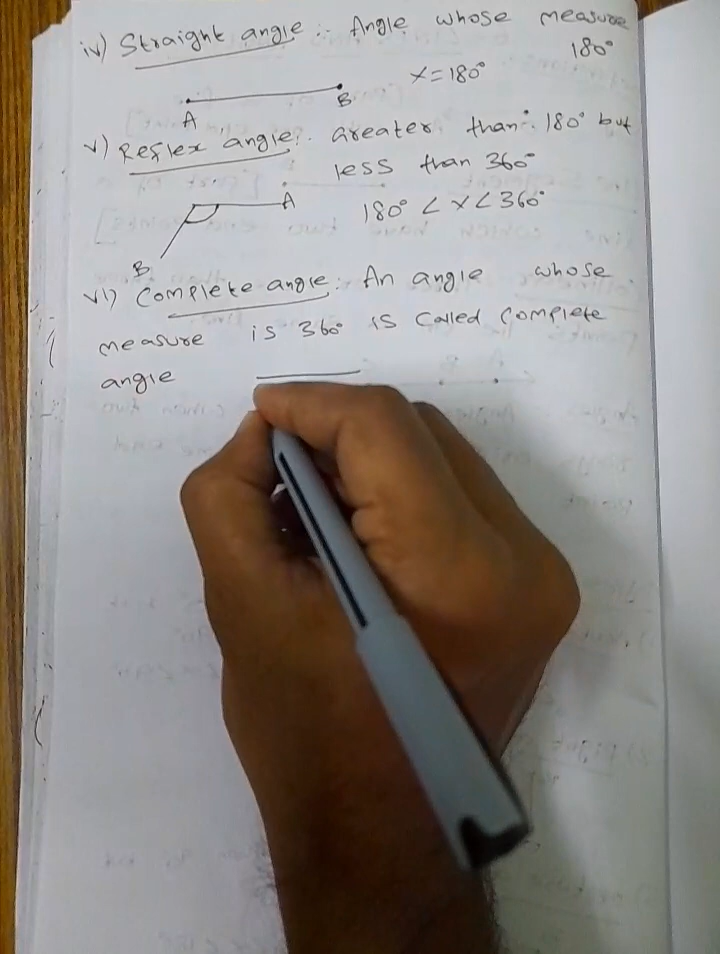 iv) Straight angle :- Angle whose measure
180°
x = 180°
A B
v) Reflex angle :- Greater than 180° but
less than 360°
A
180° < x < 360°
B
vi) Complete angle :- An angle whose
measure is 360° is called complete
angle